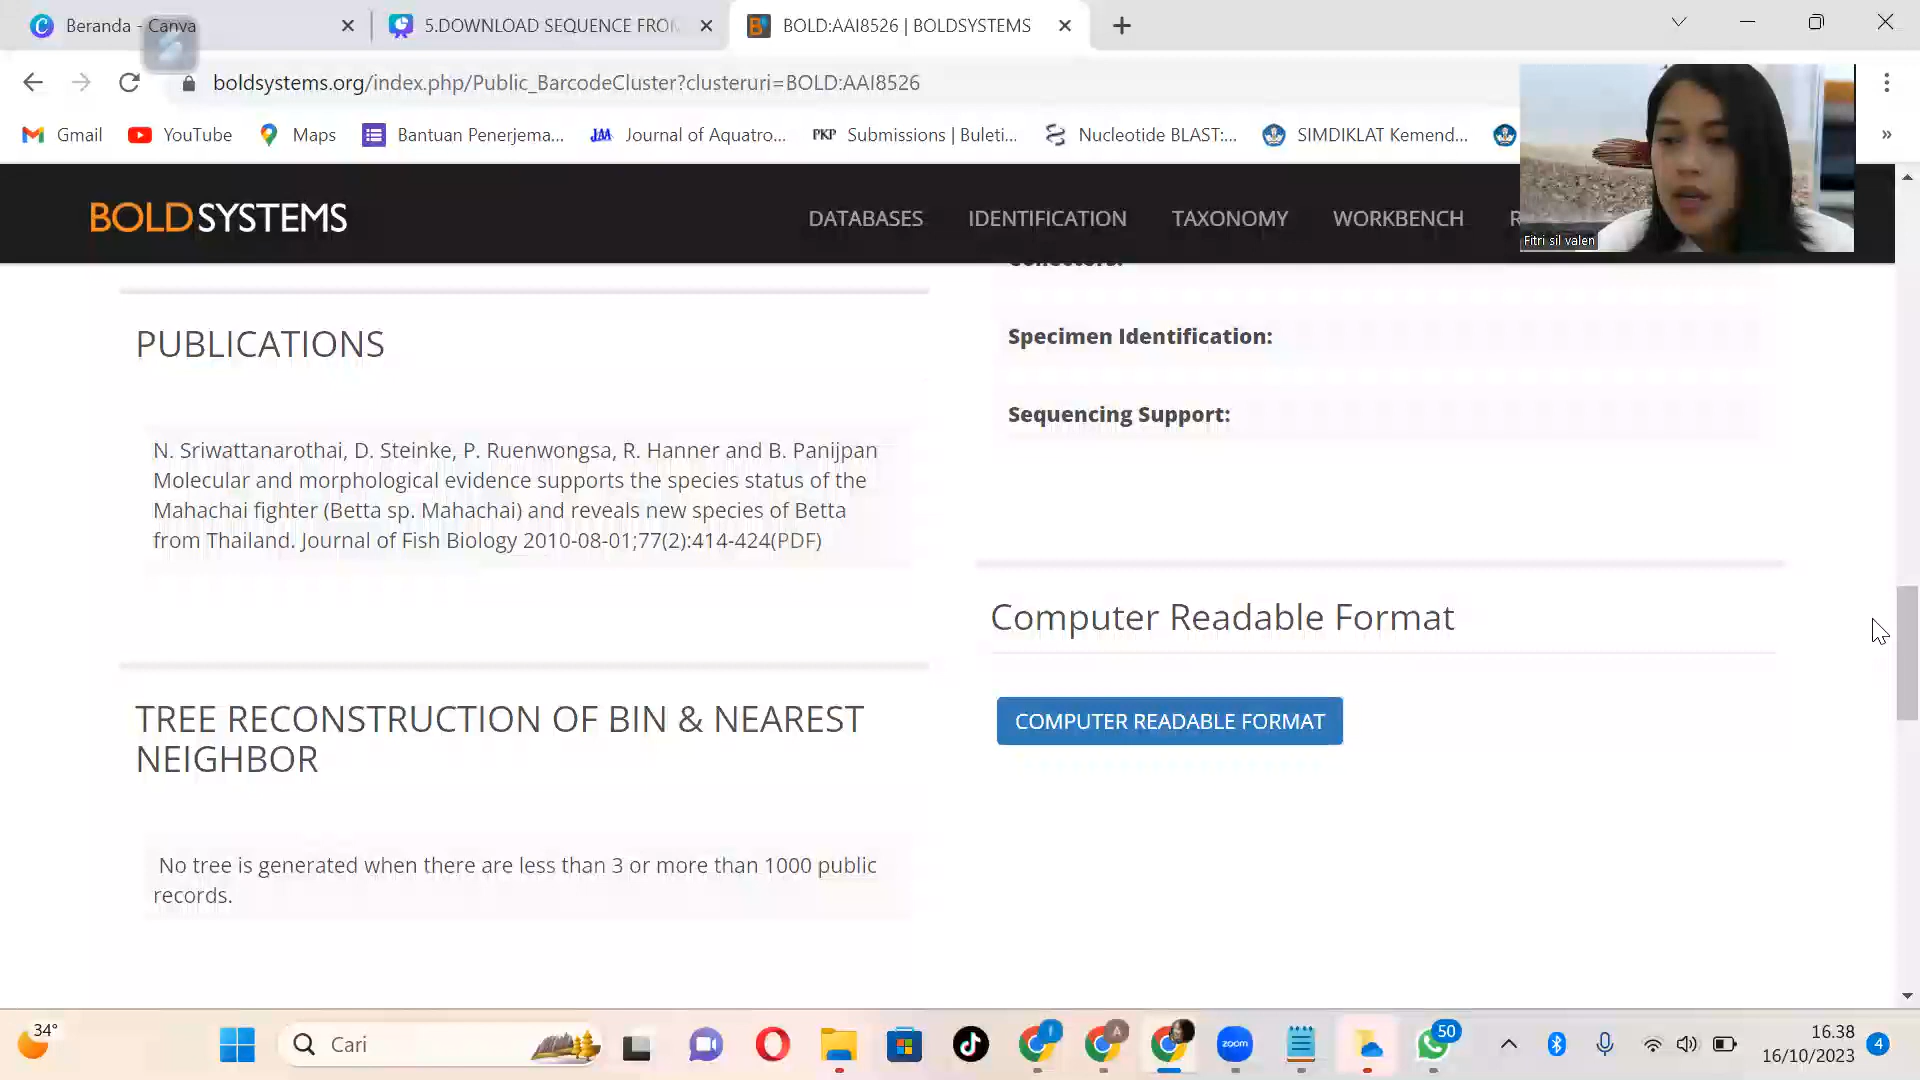 Beranda - Canva
5.DOWNLOAD SEQUENCE FROM
BOLD:AAI8526 | BOLDSYSTEMS
boldsystems.org/index.php/Public_BarcodeCluster?clusteruri=BOLD:AAI8526
Gmail
YouTube
Maps
Bantuan Penerjema...
JAA
Journal of Aquatro...
PKP
Submissions | Buleti...
Nucleotide BLAST:...
SIMDIKLAT Kemend...
»
BOLDSYSTEMS
DATABASES
IDENTIFICATION
TAXONOMY
WORKBENCH
R
Fitri sil valen
Collectors:
PUBLICATIONS
N. Sriwattanarothai, D. Steinke, P. Ruenwongsa, R. Hanner and B. Panijpan
Molecular and morphological evidence supports the species status of the
Mahachai fighter (Betta sp. Mahachai) and reveals new species of Betta
from Thailand. Journal of Fish Biology 2010-08-01;77(2):414-424(PDF)
TREE RECONSTRUCTION OF BIN & NEAREST
NEIGHBOR
No tree is generated when there are less than 3 or more than 1000 public
records.
Specimen Identification:
Sequencing Support:
Computer Readable Format
COMPUTER READABLE FORMAT
34°
Cari
A
zoom
50
16.38
16/10/2023
4